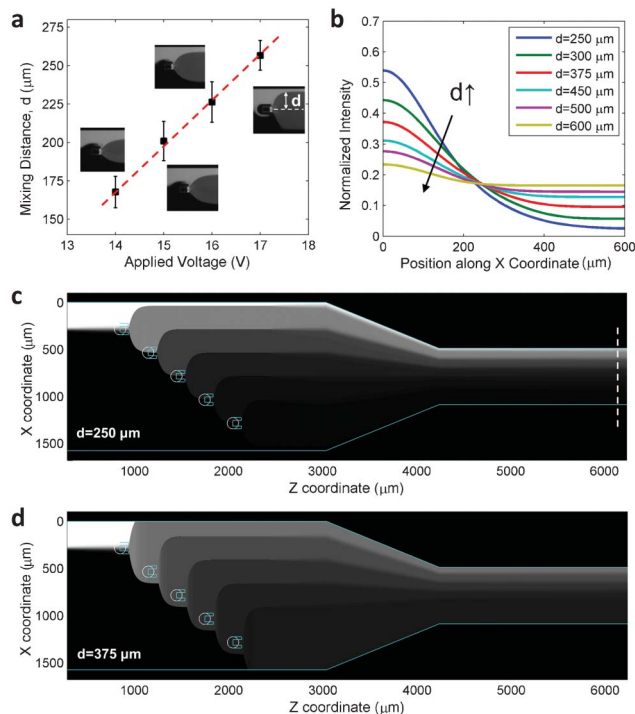 a
Mixing Distance, d (μm)
275
250
225
200
175
150
13 14 15 16 17 18
Applied Voltage (V)
d
b
Normalized Intensity
0.7
0.6
0.5
0.4
0.3
0.2
0.1
0
0 200 400 600
Position along X Coordinate(μm)
d↑
d=250 μm
d=300 μm
d=375 μm
d=450 μm
d=500 μm
d=600 μm
c
X coordinate (μm)
0
500
1000
1500
d=250 μm
1000 2000 3000 4000 5000 6000
Z coordinate (μm)
d
X coordinate (μm)
0
500
1000
1500
d=375 μm
1000 2000 3000 4000 5000 6000
Z coordinate (μm)